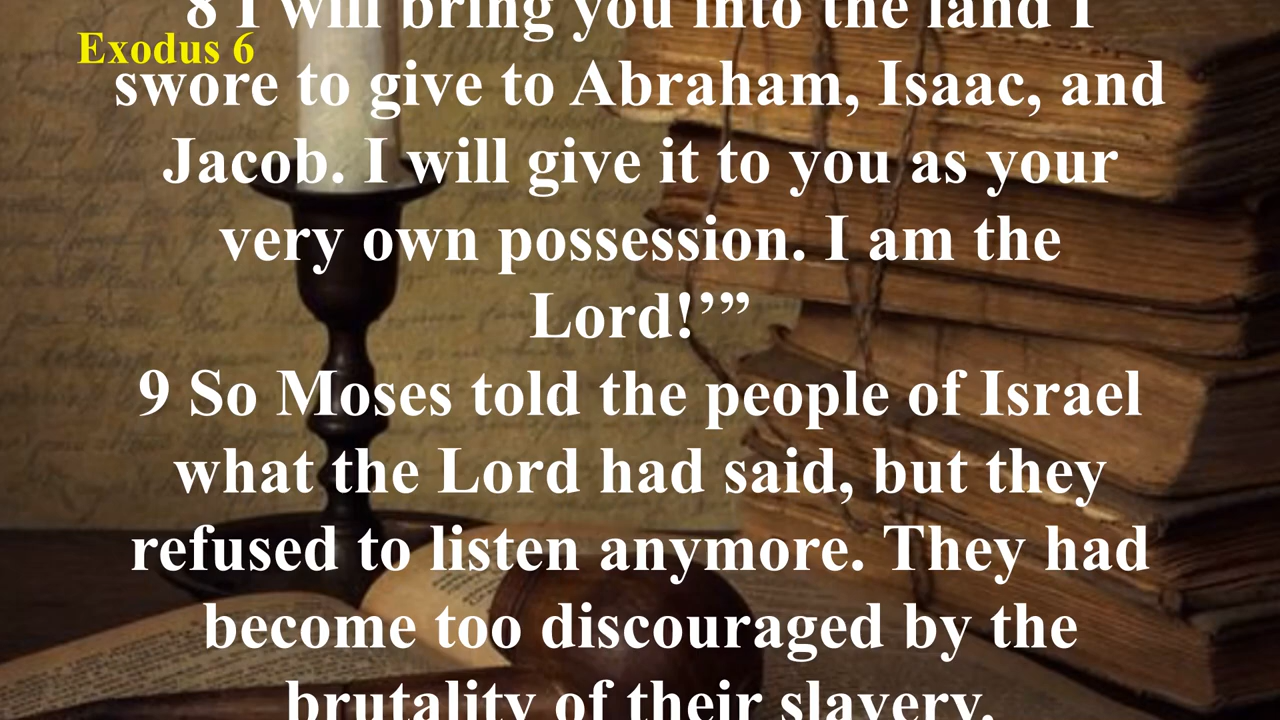 8 I will bring you into the land I
Exodus 6
swore to give to Abraham, Isaac, and
Jacob. I will give it to you as your
very own possession. I am the
Lord!’”
9 So Moses told the people of Israel
what the Lord had said, but they
refused to listen anymore. They had
become too discouraged by the
brutality of their slavery.